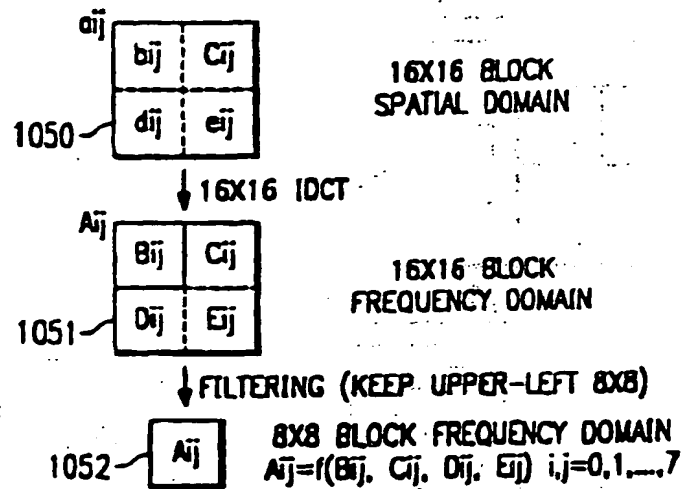 aij
bij Cij
dij eij
1050
16X16 BLOCK
SPATIAL DOMAIN
16X16 IDCT
Aij
Bij Cij
Dij Eij
1051
16X16 BLOCK
FREQUENCY DOMAIN
FILTERING (KEEP UPPER-LEFT 8X8)
Aij
1052
8X8 BLOCK FREQUENCY DOMAIN
Aij=f(Bij, Cij, Dij, Eij) i,j=0,1,....,7